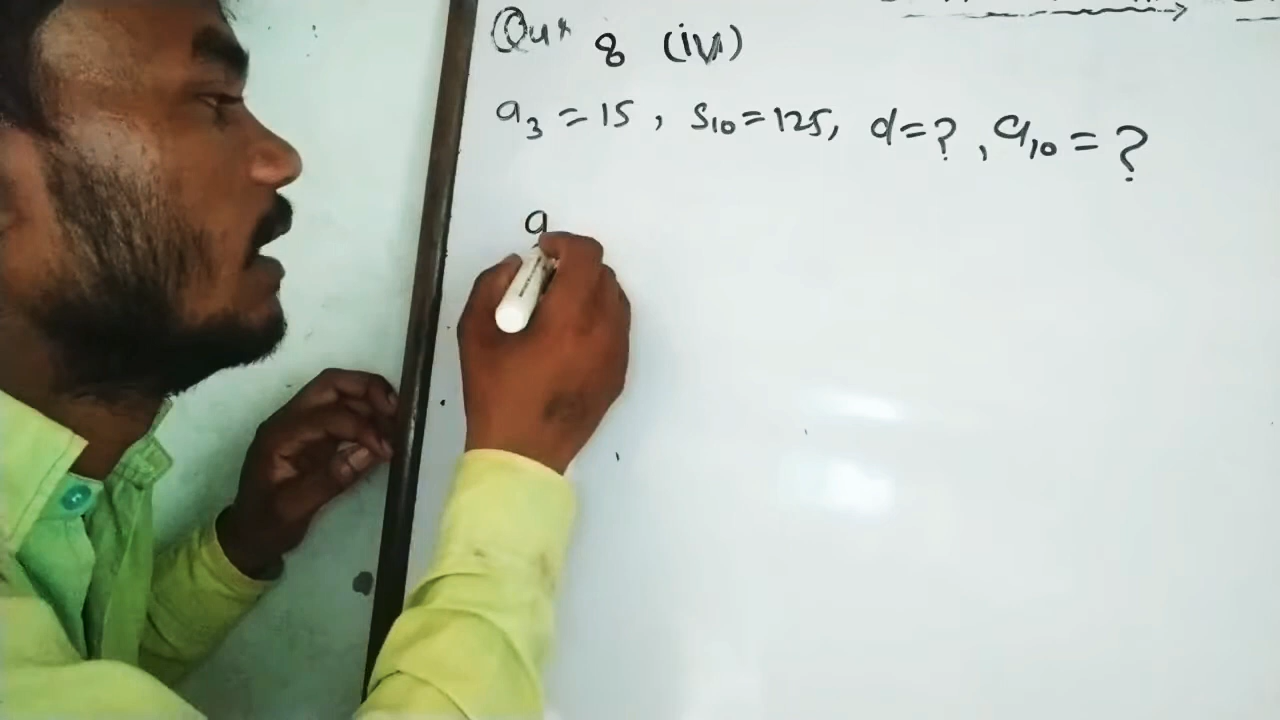 Qu* 8 (iv)
a₃ = 15, S₁₀ = 125, d = ?, a₁₀ = ?
a